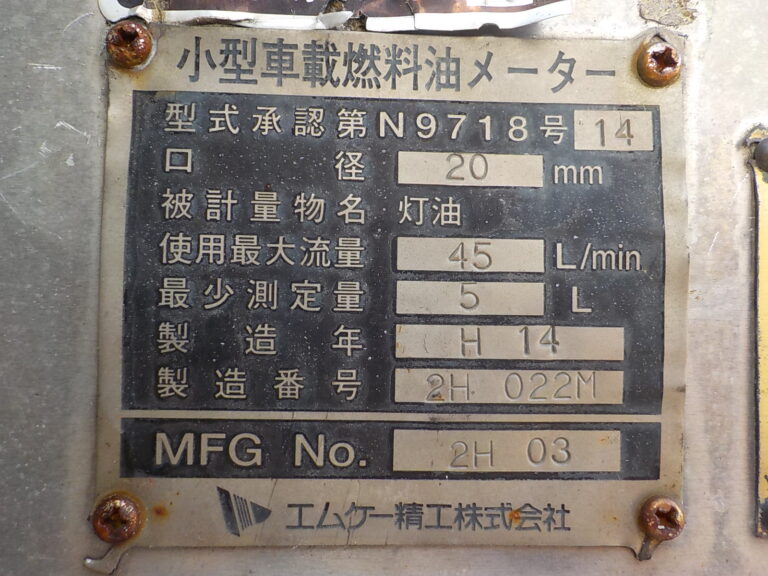 小型車載燃料油メーター
型式承認第N9718号 14
口径 20 mm
被計量物名 灯油
使用最大流量 45 L/min
最少測定量 5 L
製造年 H 14
製造番号 2H 022M
MFG No. 2H 03
エムケー精工株式会社